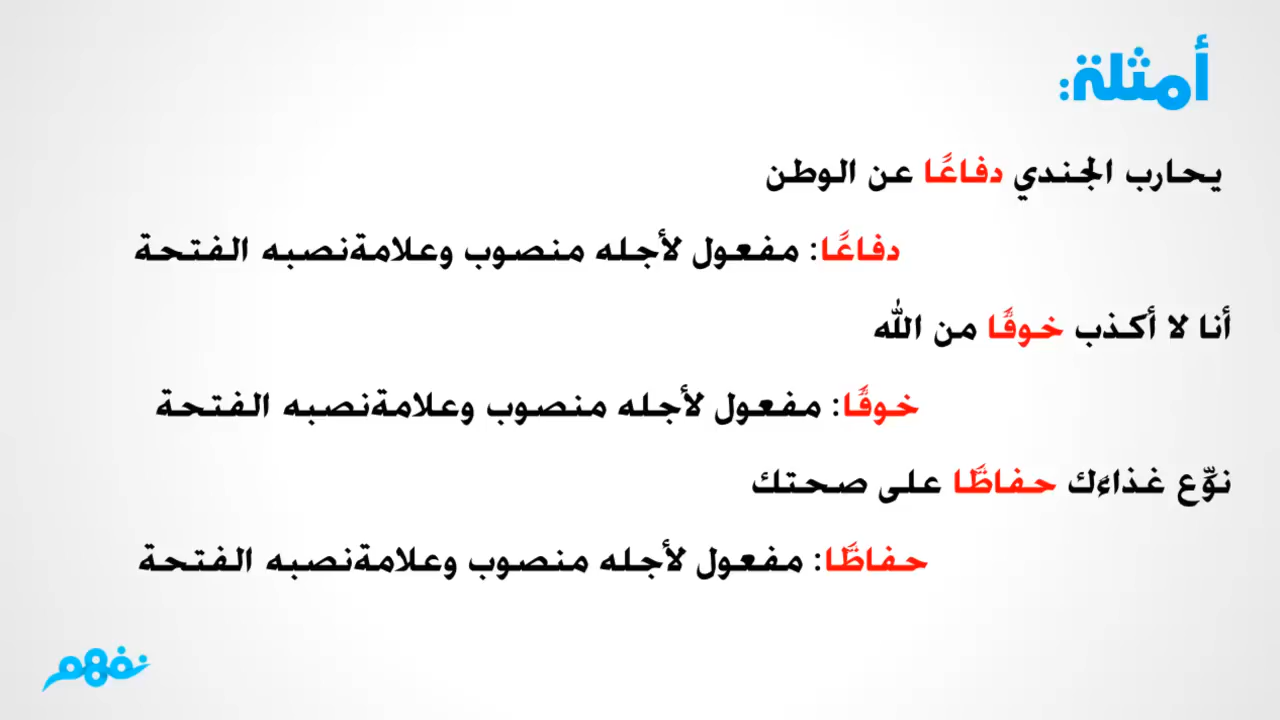 أمثلة:
يحارب الجندي دفاعًا عن الوطن
دفاعًا: مفعول لأجله منصوب وعلامةنصبه الفتحة
أنا لا أكذب خوفًا من الله
خوفًا: مفعول لأجله منصوب وعلامةنصبه الفتحة
نوِّع غذاءَك حفاظًا على صحتك
حفاظًا: مفعول لأجله منصوب وعلامةنصبه الفتحة
نفهم